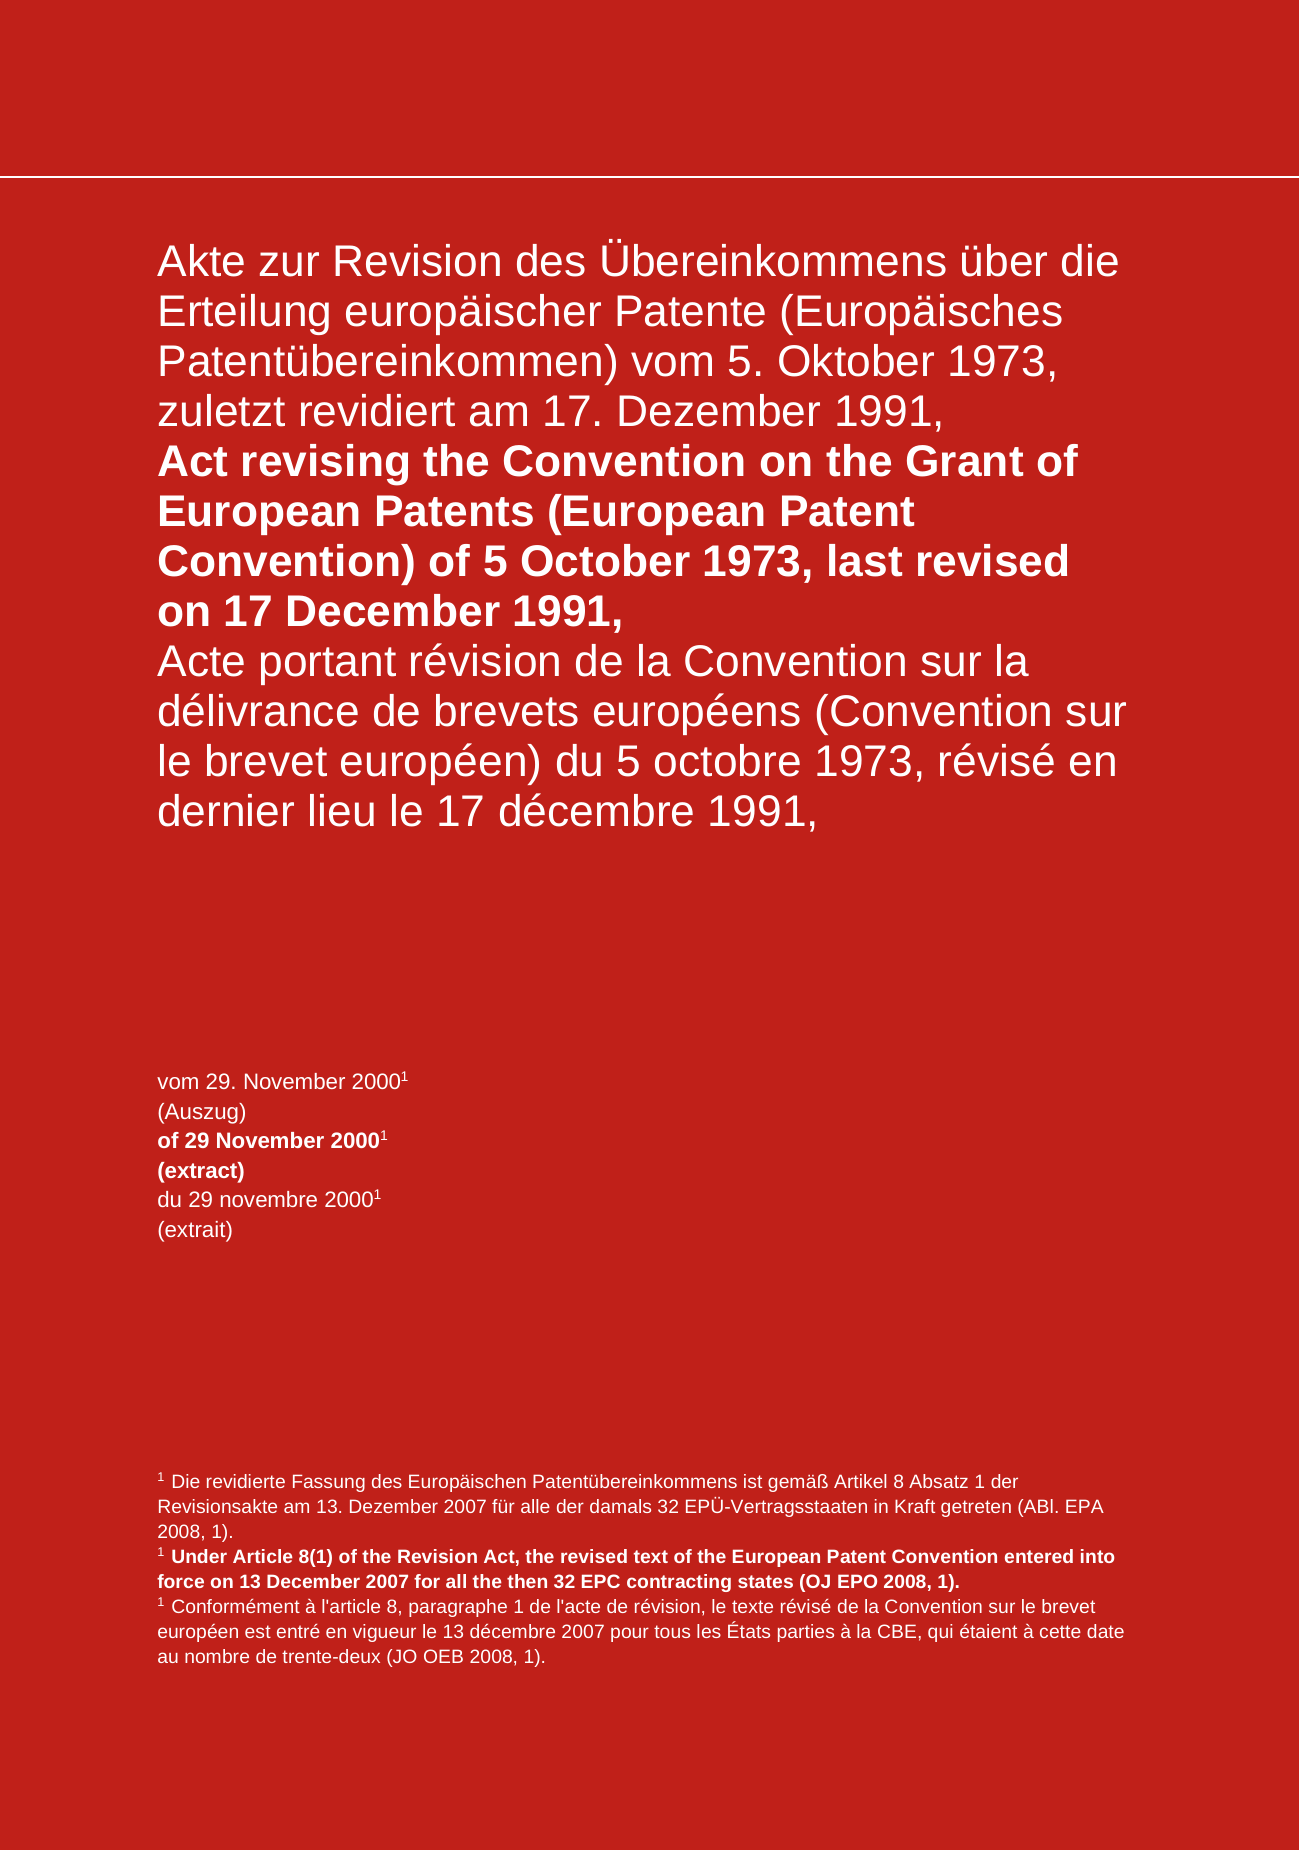 Akte zur Revision des Übereinkommens über die
Erteilung europäischer Patente (Europäisches
Patentübereinkommen) vom 5. Oktober 1973,
zuletzt revidiert am 17. Dezember 1991,
Act revising the Convention on the Grant of
European Patents (European Patent
Convention) of 5 October 1973, last revised
on 17 December 1991,
Acte portant révision de la Convention sur la
délivrance de brevets européens (Convention sur
le brevet européen) du 5 octobre 1973, révisé en
dernier lieu le 17 décembre 1991,
vom 29. November 2000¹
(Auszug)
of 29 November 2000¹
(extract)
du 29 novembre 2000¹
(extrait)
¹ Die revidierte Fassung des Europäischen Patentübereinkommens ist gemäß Artikel 8 Absatz 1 der
Revisionsakte am 13. Dezember 2007 für alle der damals 32 EPÜ-Vertragsstaaten in Kraft getreten (ABl. EPA
2008, 1).
¹ Under Article 8(1) of the Revision Act, the revised text of the European Patent Convention entered into
force on 13 December 2007 for all the then 32 EPC contracting states (OJ EPO 2008, 1).
¹ Conformément à l'article 8, paragraphe 1 de l'acte de révision, le texte révisé de la Convention sur le brevet
européen est entré en vigueur le 13 décembre 2007 pour tous les États parties à la CBE, qui étaient à cette date
au nombre de trente-deux (JO OEB 2008, 1).